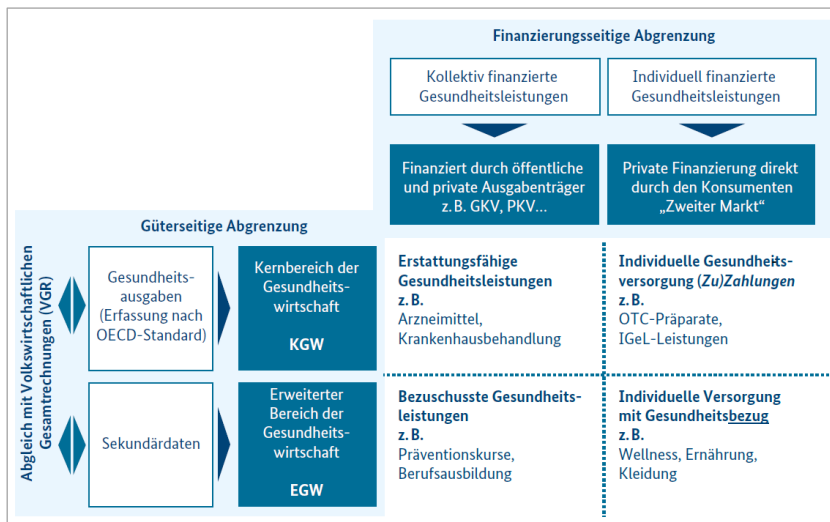 Finanzierungsseitige Abgrenzung
Kollektiv finanzierte
Gesundheitsleistungen
Individuell finanzierte
Gesundheitsleistungen
Finanziert durch öffentliche
und private Ausgabenträger
z. B. GKV, PKV...
Private Finanzierung direkt
durch den Konsumenten
„Zweiter Markt“
Güterseitige Abgrenzung
Abgleich mit Volkswirtschaftlichen
Gesamtrechnungen (VGR)
Gesundheits-
ausgaben
(Erfassung nach
OECD-Standard)
Kernbereich der
Gesundheits-
wirtschaft
KGW
Erstattungsfähige
Gesundheitsleistungen
z. B.
Arzneimittel,
Krankenhausbehandlung
Individuelle Gesundheits-
versorgung (Zu)Zahlungen
z. B.
OTC-Präparate,
IGeL-Leistungen
Sekundärdaten
Erweiterter
Bereich der
Gesundheits-
wirtschaft
EGW
Bezuschusste Gesundheits-
leistungen
z. B.
Präventionskurse,
Berufsausbildung
Individuelle Versorgung
mit Gesundheitsbezug
z. B.
Wellness, Ernährung,
Kleidung